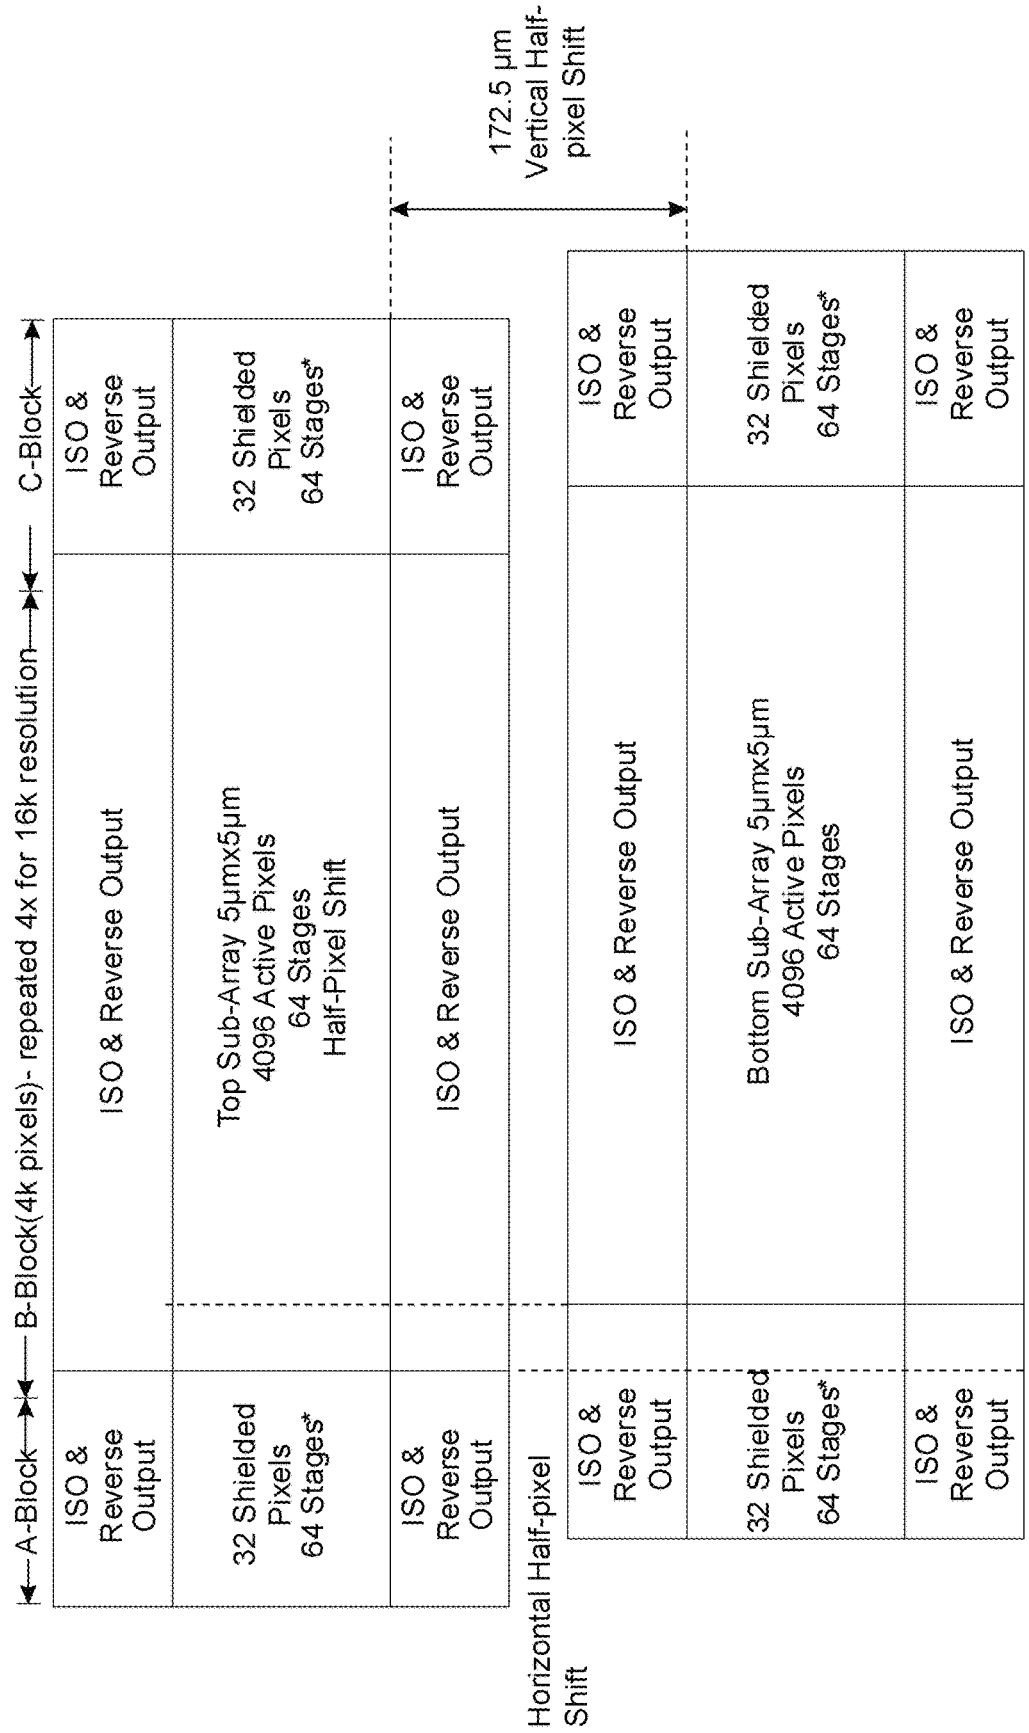 A-Block
B-Block(4k pixels)- repeated 4x for 16k resolution
C-Block
ISO &
Reverse
Output
ISO & Reverse Output
ISO &
Reverse
Output
32 Shielded
Pixels
64 Stages*
Top Sub-Array 5µmx5µm
4096 Active Pixels
64 Stages
Half-Pixel Shift
32 Shielded
Pixels
64 Stages*
ISO &
Reverse
Output
ISO & Reverse Output
ISO &
Reverse
Output
172.5 µm
Vertical Half-
pixel Shift
Horizontal Half-pixel
Shift
ISO &
Reverse
Output
ISO & Reverse Output
ISO &
Reverse
Output
32 Shielded
Pixels
64 Stages*
Bottom Sub-Array 5µmx5µm
4096 Active Pixels
64 Stages
32 Shielded
Pixels
64 Stages*
ISO &
Reverse
Output
ISO & Reverse Output
ISO &
Reverse
Output